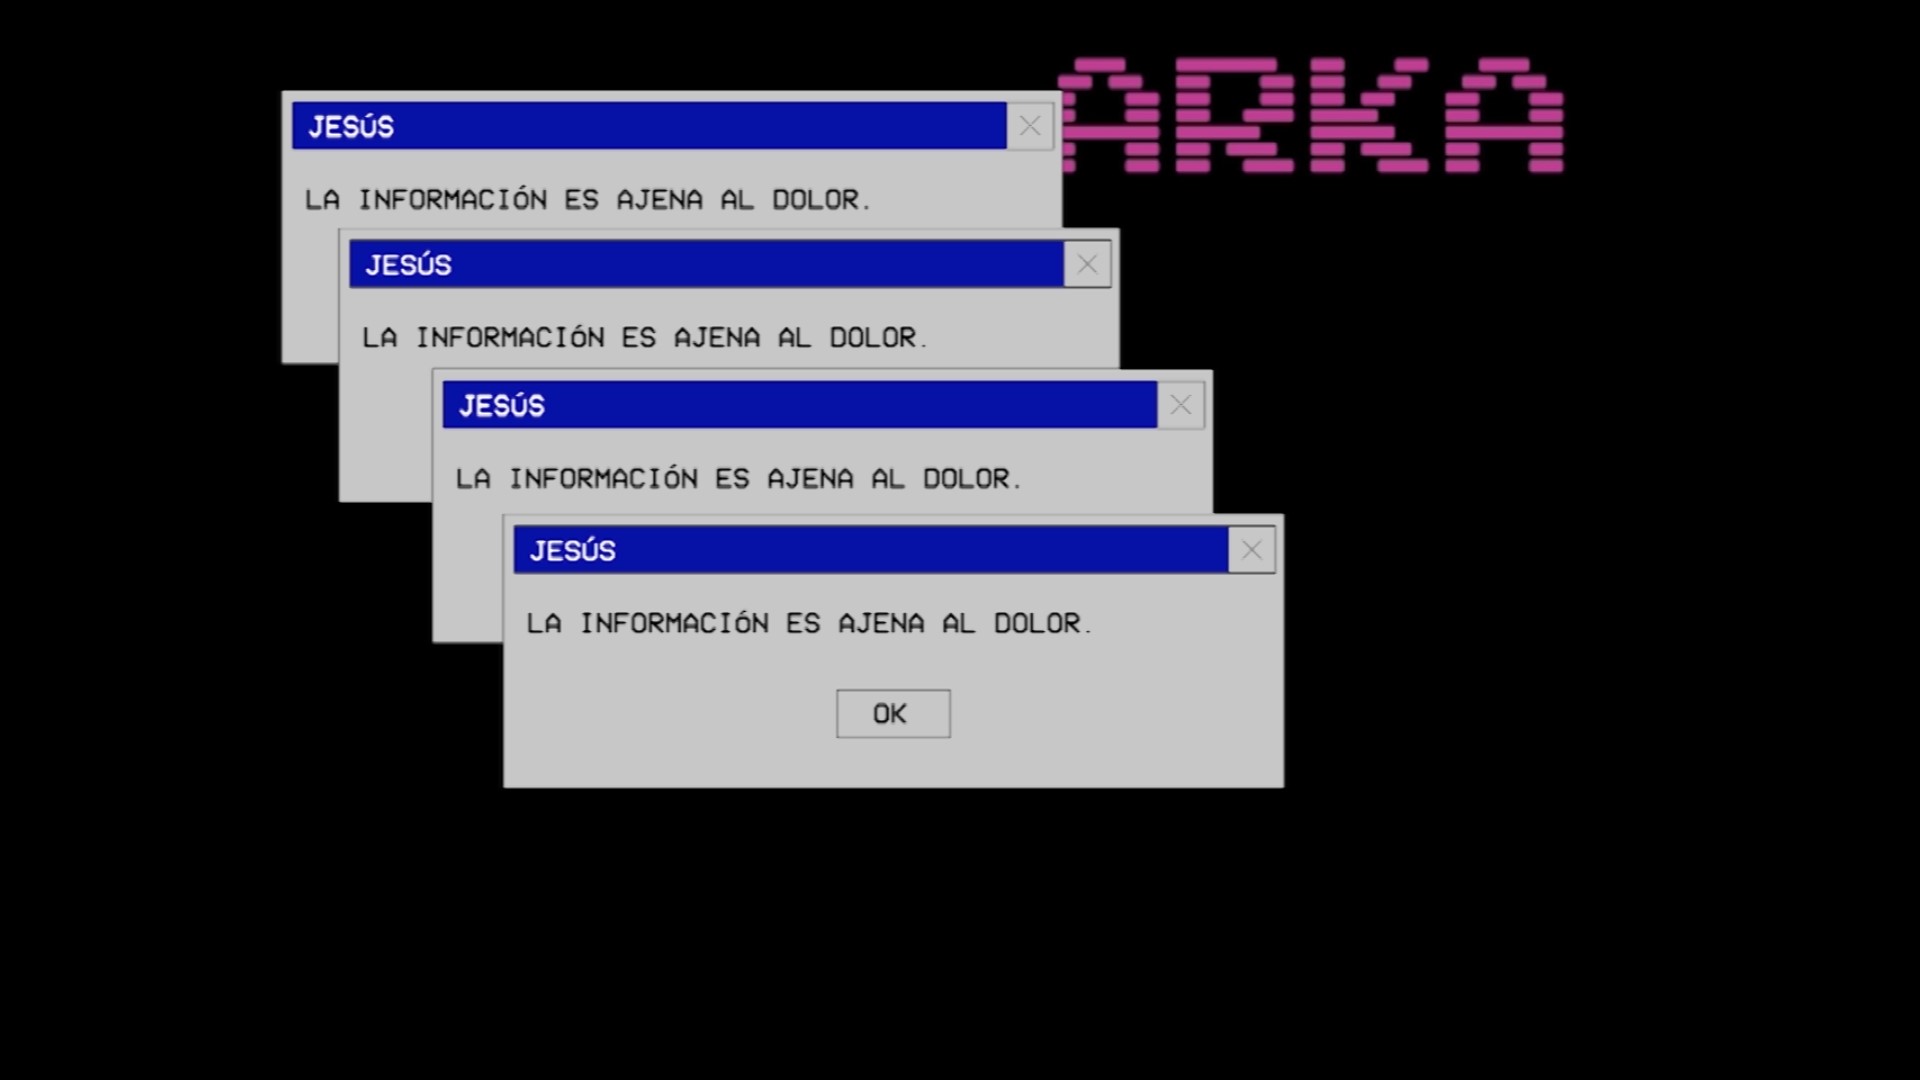 ARKA
JESÚS
LA INFORMACIÓN ES AJENA AL DOLOR.
JESÚS
LA INFORMACIÓN ES AJENA AL DOLOR.
JESÚS
LA INFORMACIÓN ES AJENA AL DOLOR.
JESÚS
LA INFORMACIÓN ES AJENA AL DOLOR.
OK